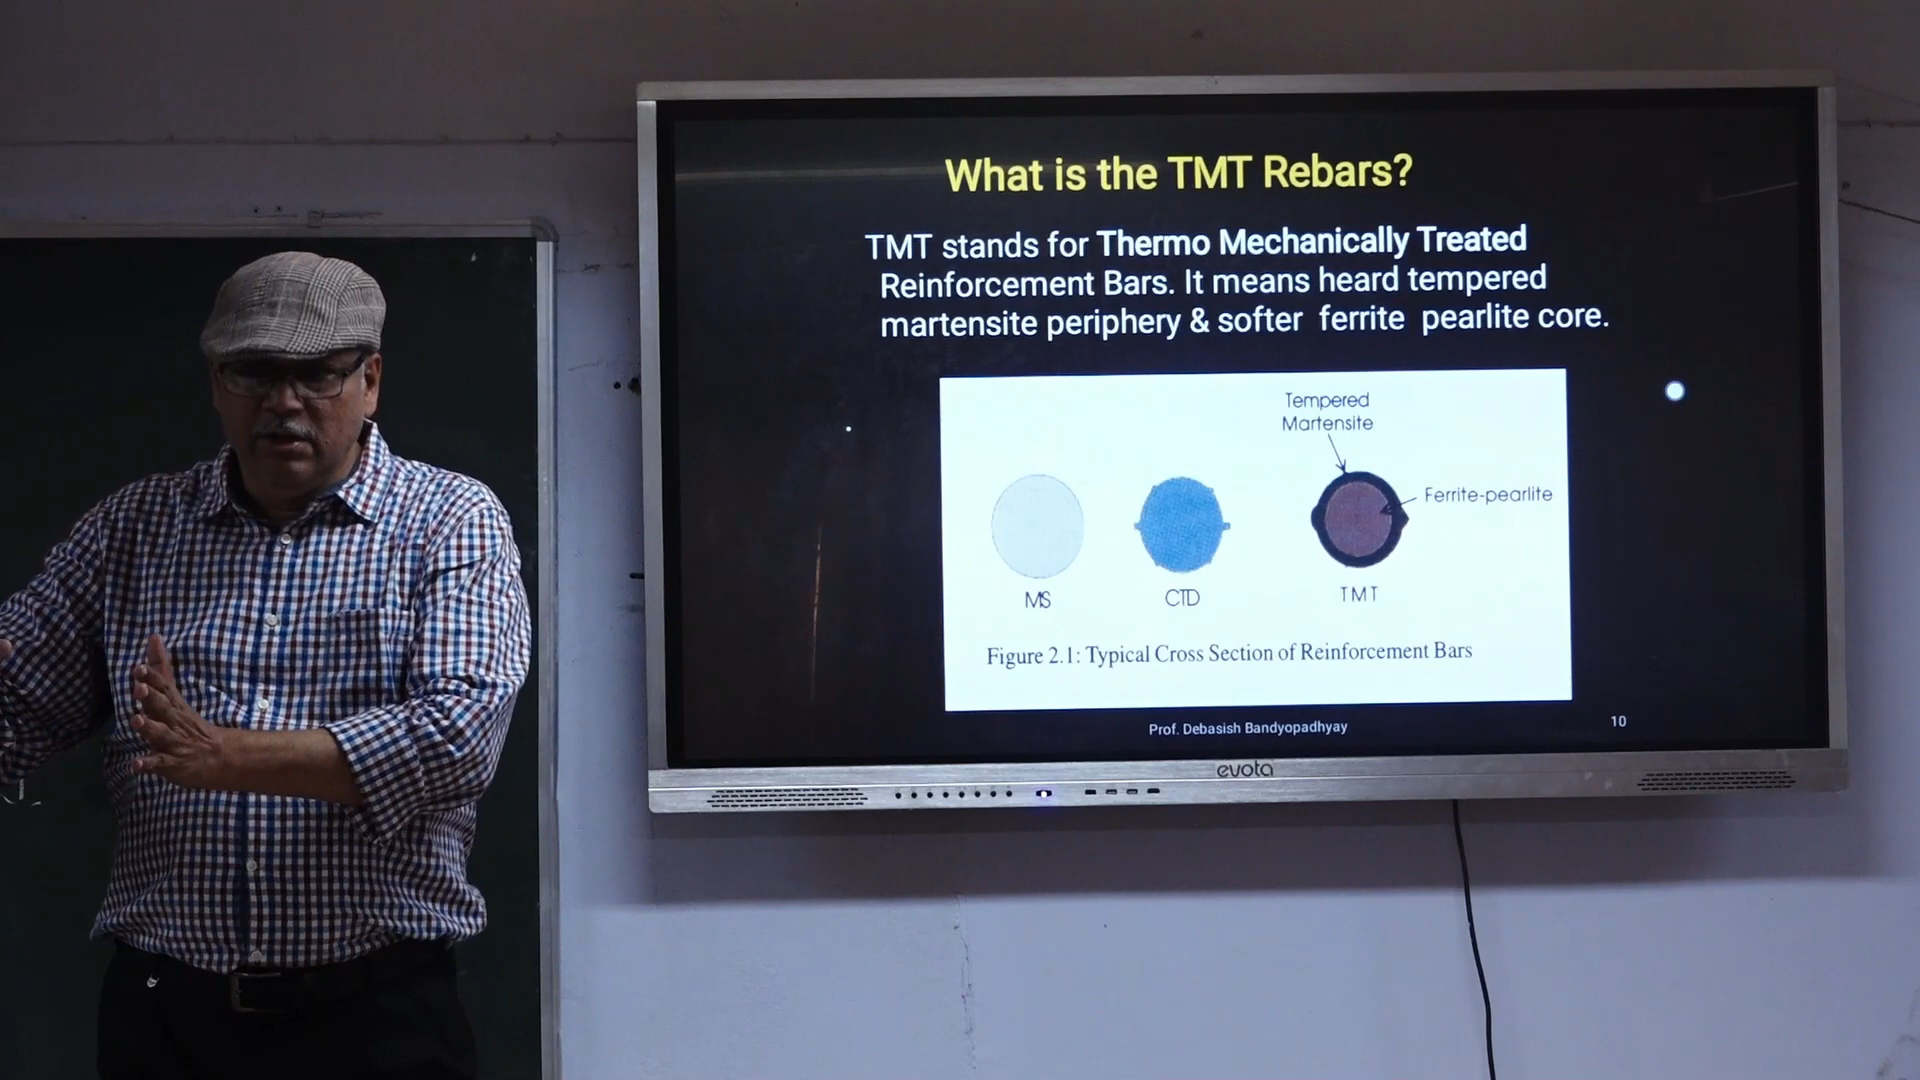 What is the TMT Rebars?
TMT stands for Thermo Mechanically Treated
Reinforcement Bars. It means heard tempered
martensite periphery & softer ferrite pearlite core.
Tempered
Martensite
Ferrite-pearlite
MS
CTD
TMT
Figure 2.1: Typical Cross Section of Reinforcement Bars
Prof. Debasish Bandyopadhyay
10
evota